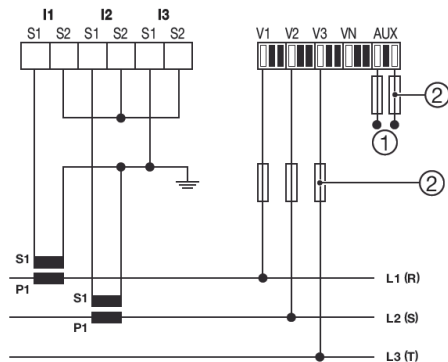 I1 I2 I3
S1 S2 S1 S2 S1 S2
V1 V2 V3 VN AUX
2
1
2
S1
P1
L1 (R)
S1
P1
L2 (S)
L3 (T)